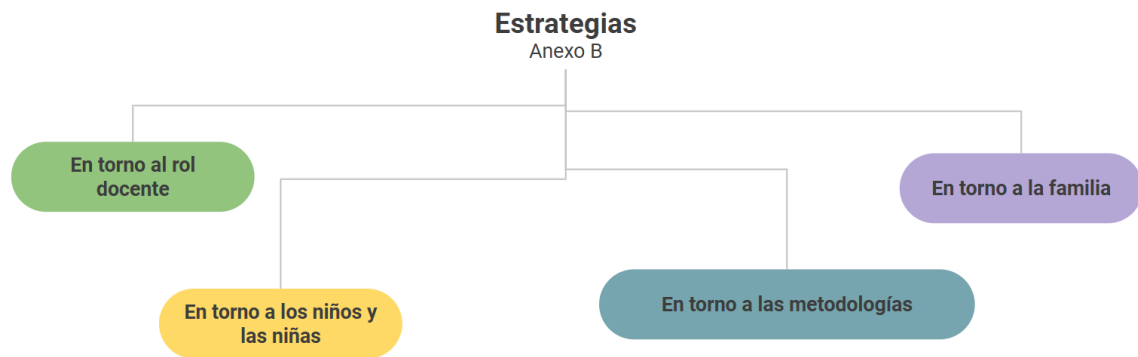 Estrategias
Anexo B
En torno al rol
docente
En torno a la familia
En torno a los niños y
las niñas
En torno a las metodologías